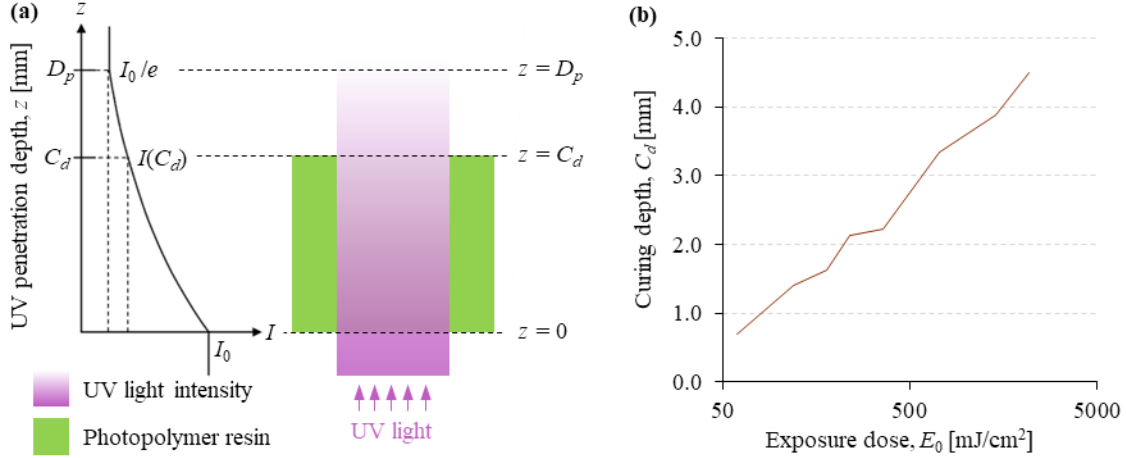 (a)
z
UV penetration depth, z [mm]
D_p
I_0/e
z = D_p
C_d
I(C_d)
z = C_d
I
z = 0
I_0
UV light intensity
Photopolymer resin
UV light
(b)
Curing depth, C_d [mm]
5.0
4.0
3.0
2.0
1.0
0.0
50
500
5000
Exposure dose, E_0 [mJ/cm²]